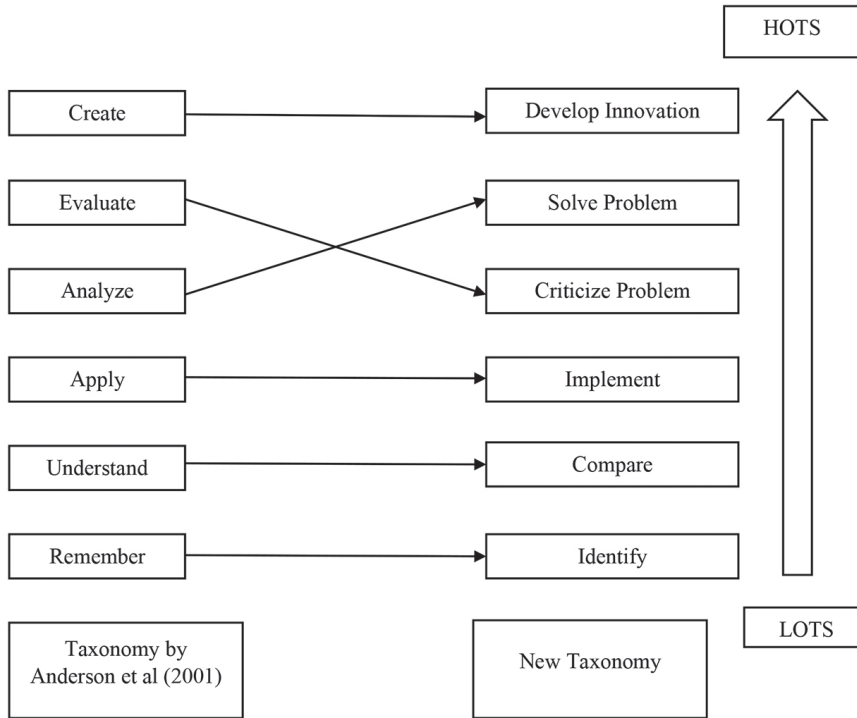 HOTS
Create
Develop Innovation
Evaluate
Solve Problem
Analyze
Criticize Problem
Apply
Implement
Understand
Compare
Remember
Identify
LOTS
Taxonomy by
Anderson et al (2001)
New Taxonomy